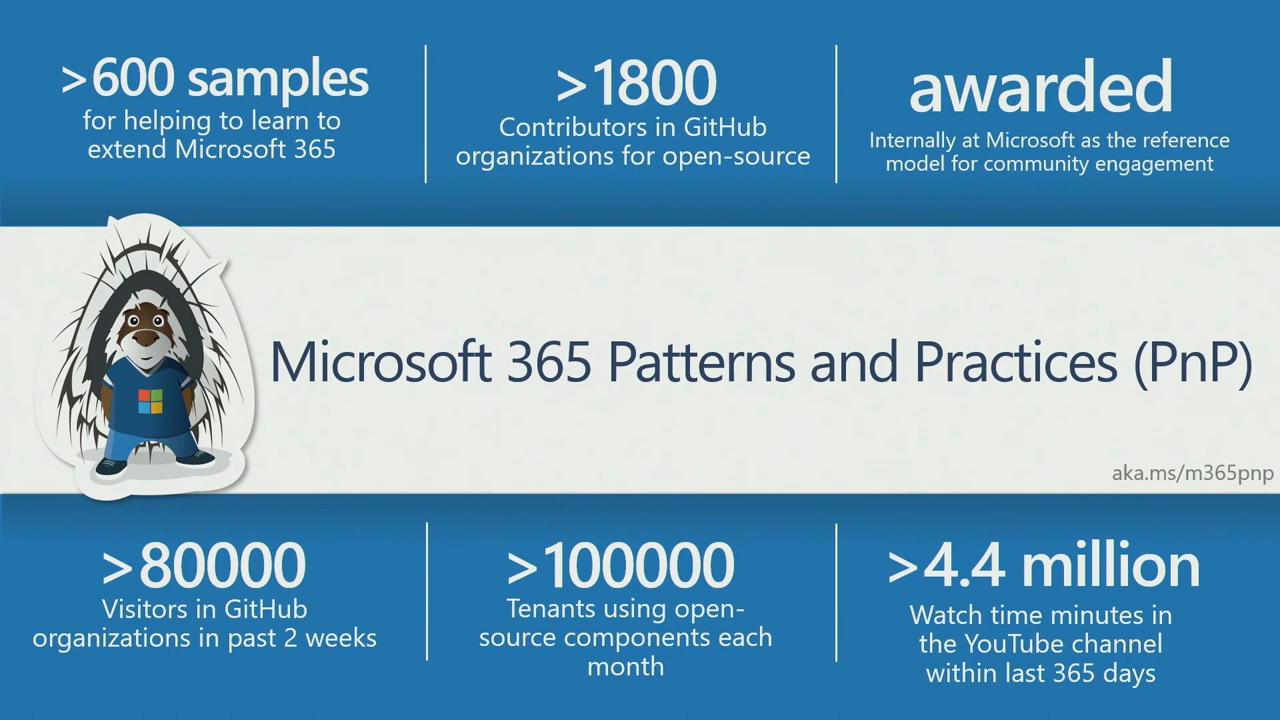 >600 samples
for helping to learn to
extend Microsoft 365
>1800
Contributors in GitHub
organizations for open-source
awarded
Internally at Microsoft as the reference
model for community engagement
Microsoft 365 Patterns and Practices (PnP)
aka.ms/m365pnp
>80000
Visitors in GitHub
organizations in past 2 weeks
>100000
Tenants using open-
source components each
month
>4.4 million
Watch time minutes in
the YouTube channel
within last 365 days